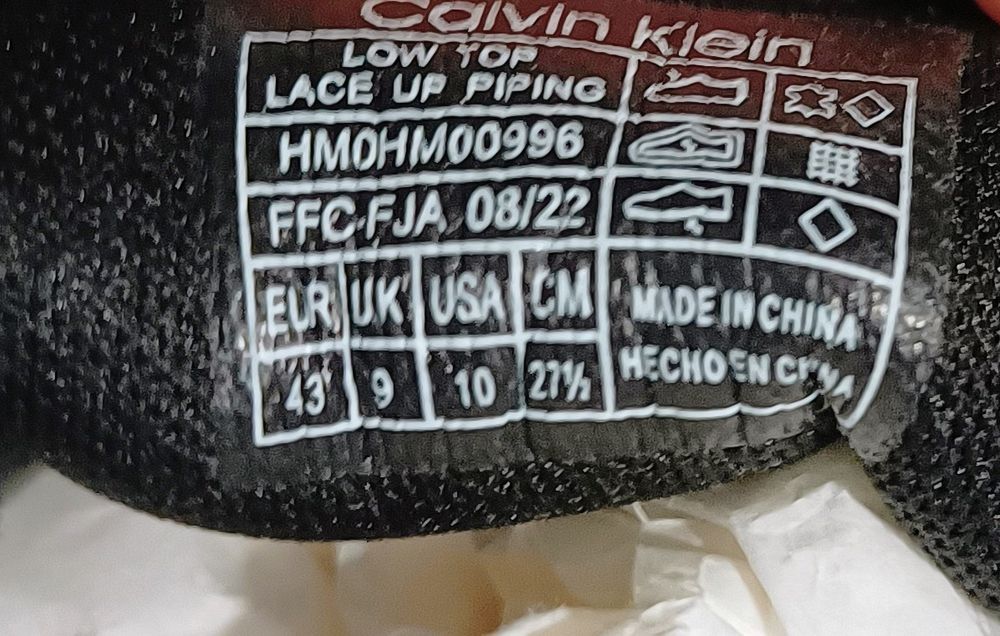 Calvin Klein
LOW TOP
LACE UP PIPING
HM0HM00996
FFC-FJA 08/22
EUR UK USA CM
43 9 10 27½
MADE IN CHINA
HECHO EN CHINA